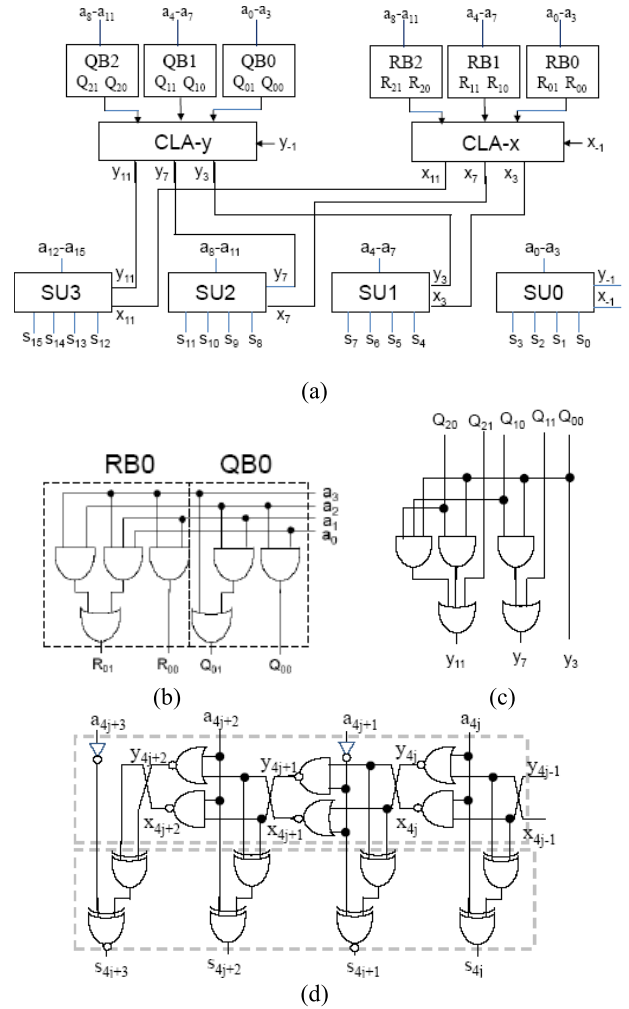 a8-a11 a4-a7 a0-a3 a8-a11 a4-a7 a0-a3
QB2 QB1 QB0 RB2 RB1 RB0
Q21 Q20 Q11 Q10 Q01 Q00 R21 R20 R11 R10 R01 R00
CLA-y y-1 CLA-x x-1
y11 y7 y3 x11 x7 x3
a12-a15 a8-a11 a4-a7 a0-a3
y11 y7 y3 y-1
SU3 SU2 SU1 SU0
x11 x7 x3 x-1
s15 s14 s13 s12 s11 s10 s9 s8 s7 s6 s5 s4 s3 s2 s1 s0
(a)
RB0 QB0
a3
a2
a1
a0
R01 R00 Q01 Q00
(b)
Q20 Q21 Q10 Q11 Q00
y11 y7 y3
(c)
a4j+3 a4j+2 a4j+1 a4j
y4j+2 y4j+1 y4j y4j-1
x4j+2 x4j+1 x4j x4j-1
s4j+3 s4j+2 s4j+1 s4j
(d)